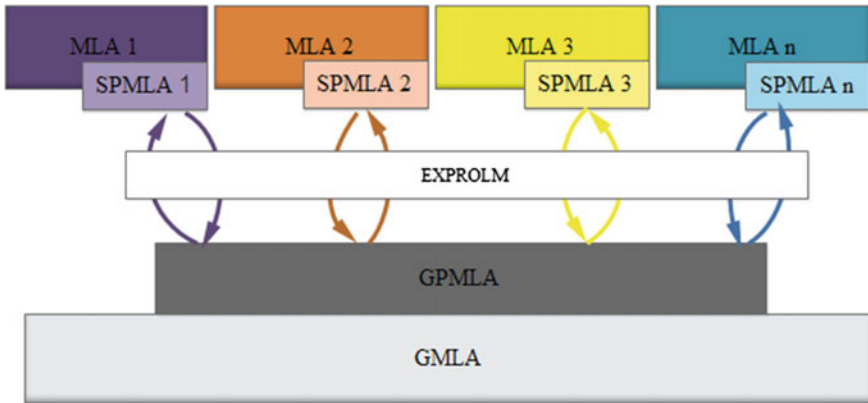 MLA 1
MLA 2
MLA 3
MLA n
SPMLA 1
SPMLA 2
SPMLA 3
SPMLA n
EXPROLM
GPMLA
GMLA